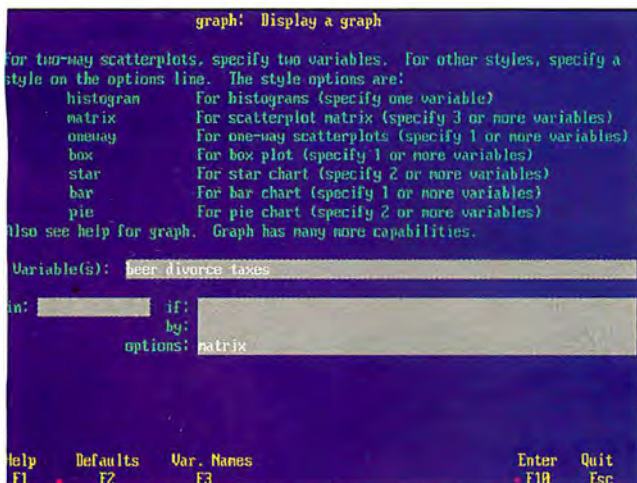 graph: Display a graph
For two-way scatterplots, specify two variables. For other styles, specify a
style on the options line. The style options are:
histogram For histograms (specify one variable)
matrix For scatterplot matrix (specify 3 or more variables)
oneway For one-way scatterplots (specify 1 or more variables)
box For box plot (specify 1 or more variables)
star For star chart (specify 2 or more variables)
bar For bar chart (specify 1 or more variables)
pie For pie chart (specify 2 or more variables)
Also see help for graph. Graph has many more capabilities.
Variable(s): beer divorce taxes
in: if:
by:
options: matrix
Help Defaults Var. Names Enter Quit
F1 F2 F3 F10 Esc